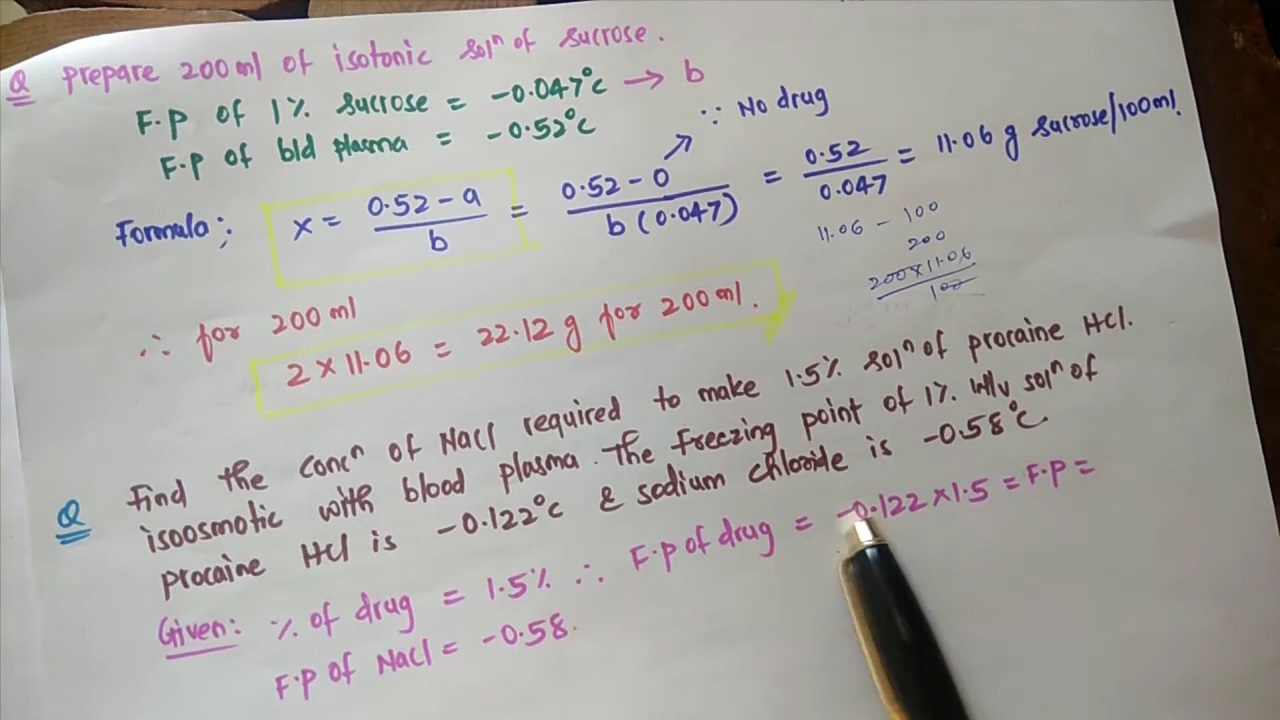 Q prepare 200ml of isotonic solⁿ of sucrose.
F.p of 1% sucrose = -0.047°c → b
F.p of bld plasma = -0.52°c
∵ No drug
Formula; x = 0.52 - a / b = 0.52 - 0 / b (0.047) = 0.52 / 0.047 = 11.06 g sucrose/100ml.
11.06 - 100
200
200×11.06 / 100
∴ for 200 ml
2 × 11.06 = 22.12 g for 200 ml.
Q Find the concⁿ of Nacl required to make 1.5% solⁿ of procaine Hcl.
isoosmotic with blood plasma. The freezing point of 1% w/v solⁿ of
procaine Hcl is -0.122°c & sodium chloride is -0.58°c.
Given: % of drug = 1.5% ∴ F.p of drug = -0.122×1.5 = F.p =
F.p of Nacl = -0.58.